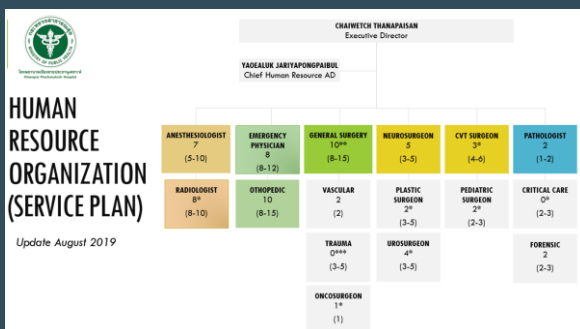 CHAIWETCH THANAPAISAN
Executive Director
YAOEALUK JARIYAPONGPAIBUL
Chief Human Resource AD
HUMAN
RESOURCE
ORGANIZATION
(SERVICE PLAN)
Update August 2019
ANESTHESIOLOGIST
7
(5-10)
EMERGENCY
PHYSICIAN
8
(8-12)
GENERAL SURGERY
10**
(8-15)
NEUROSURGEON
5
(3-5)
CVT SURGEON
3*
(4-6)
PATHOLOGIST
2
(1-2)
RADIOLOGIST
8*
(8-10)
OTHOPEDIC
10
(8-15)
VASCULAR
2
(2)
PLASTIC
SURGEON
2*
(3-5)
PEDIATRIC
SURGEON
2*
(2-3)
CRITICAL CARE
0*
(2-3)
TRAUMA
0***
(3-5)
UROSURGEON
4*
(3-5)
FORENSIC
2
(2-3)
ONCOSURGEON
1*
(1)